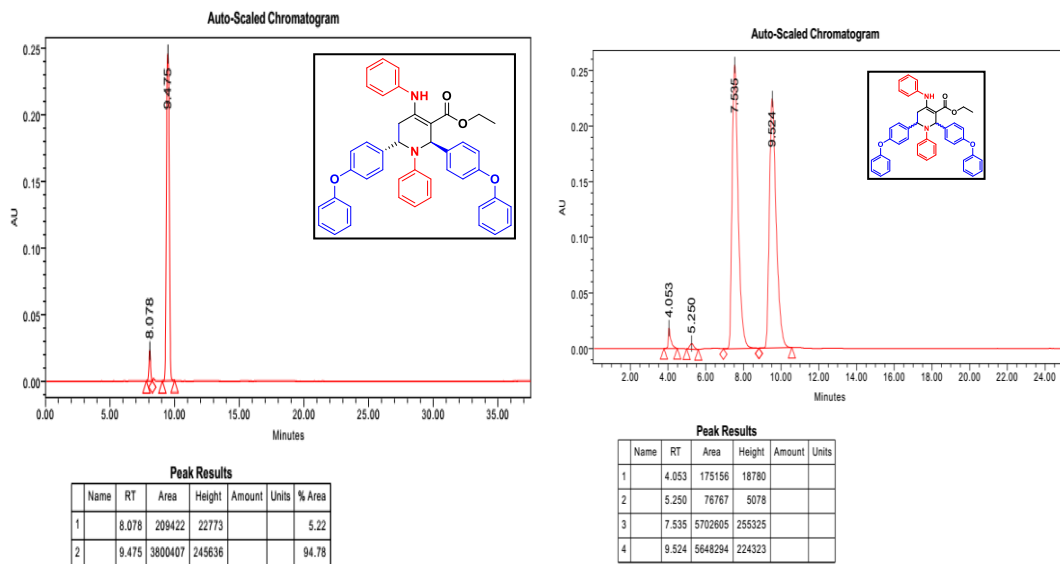 Auto-Scaled Chromatogram
0.25
0.20
0.15
0.10
0.05
0.00
AU
8.078
9.475
NH
O
O
N
O
O
0.00
5.00
10.00
15.00
20.00
25.00
30.00
35.00
Minutes
Peak Results
Name RT Area Height Amount Units % Area
1 8.078 209422 22773 5.22
2 9.475 3800407 245636 94.78
Auto-Scaled Chromatogram
0.25
0.20
0.15
0.10
0.05
0.00
AU
4.053
5.250
7.535
9.524
NH
O
O
N
O
O
2.00
4.00
6.00
8.00
10.00
12.00
14.00
16.00
18.00
20.00
22.00
24.00
Minutes
Peak Results
Name RT Area Height Amount Units
1 4.053 175156 18780
2 5.250 76767 5078
3 7.535 5702605 255325
4 9.524 5648294 224323